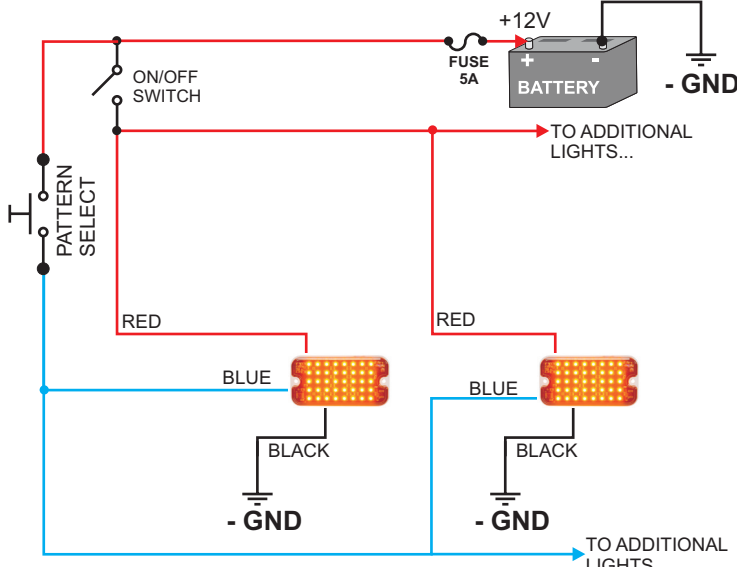 +12V
FUSE
5A
+ -
BATTERY
- GND
ON/OFF
SWITCH
TO ADDITIONAL
LIGHTS...
PATTERN
SELECT
RED
RED
BLUE
BLUE
BLACK
BLACK
- GND
- GND
TO ADDITIONAL
LIGHTS